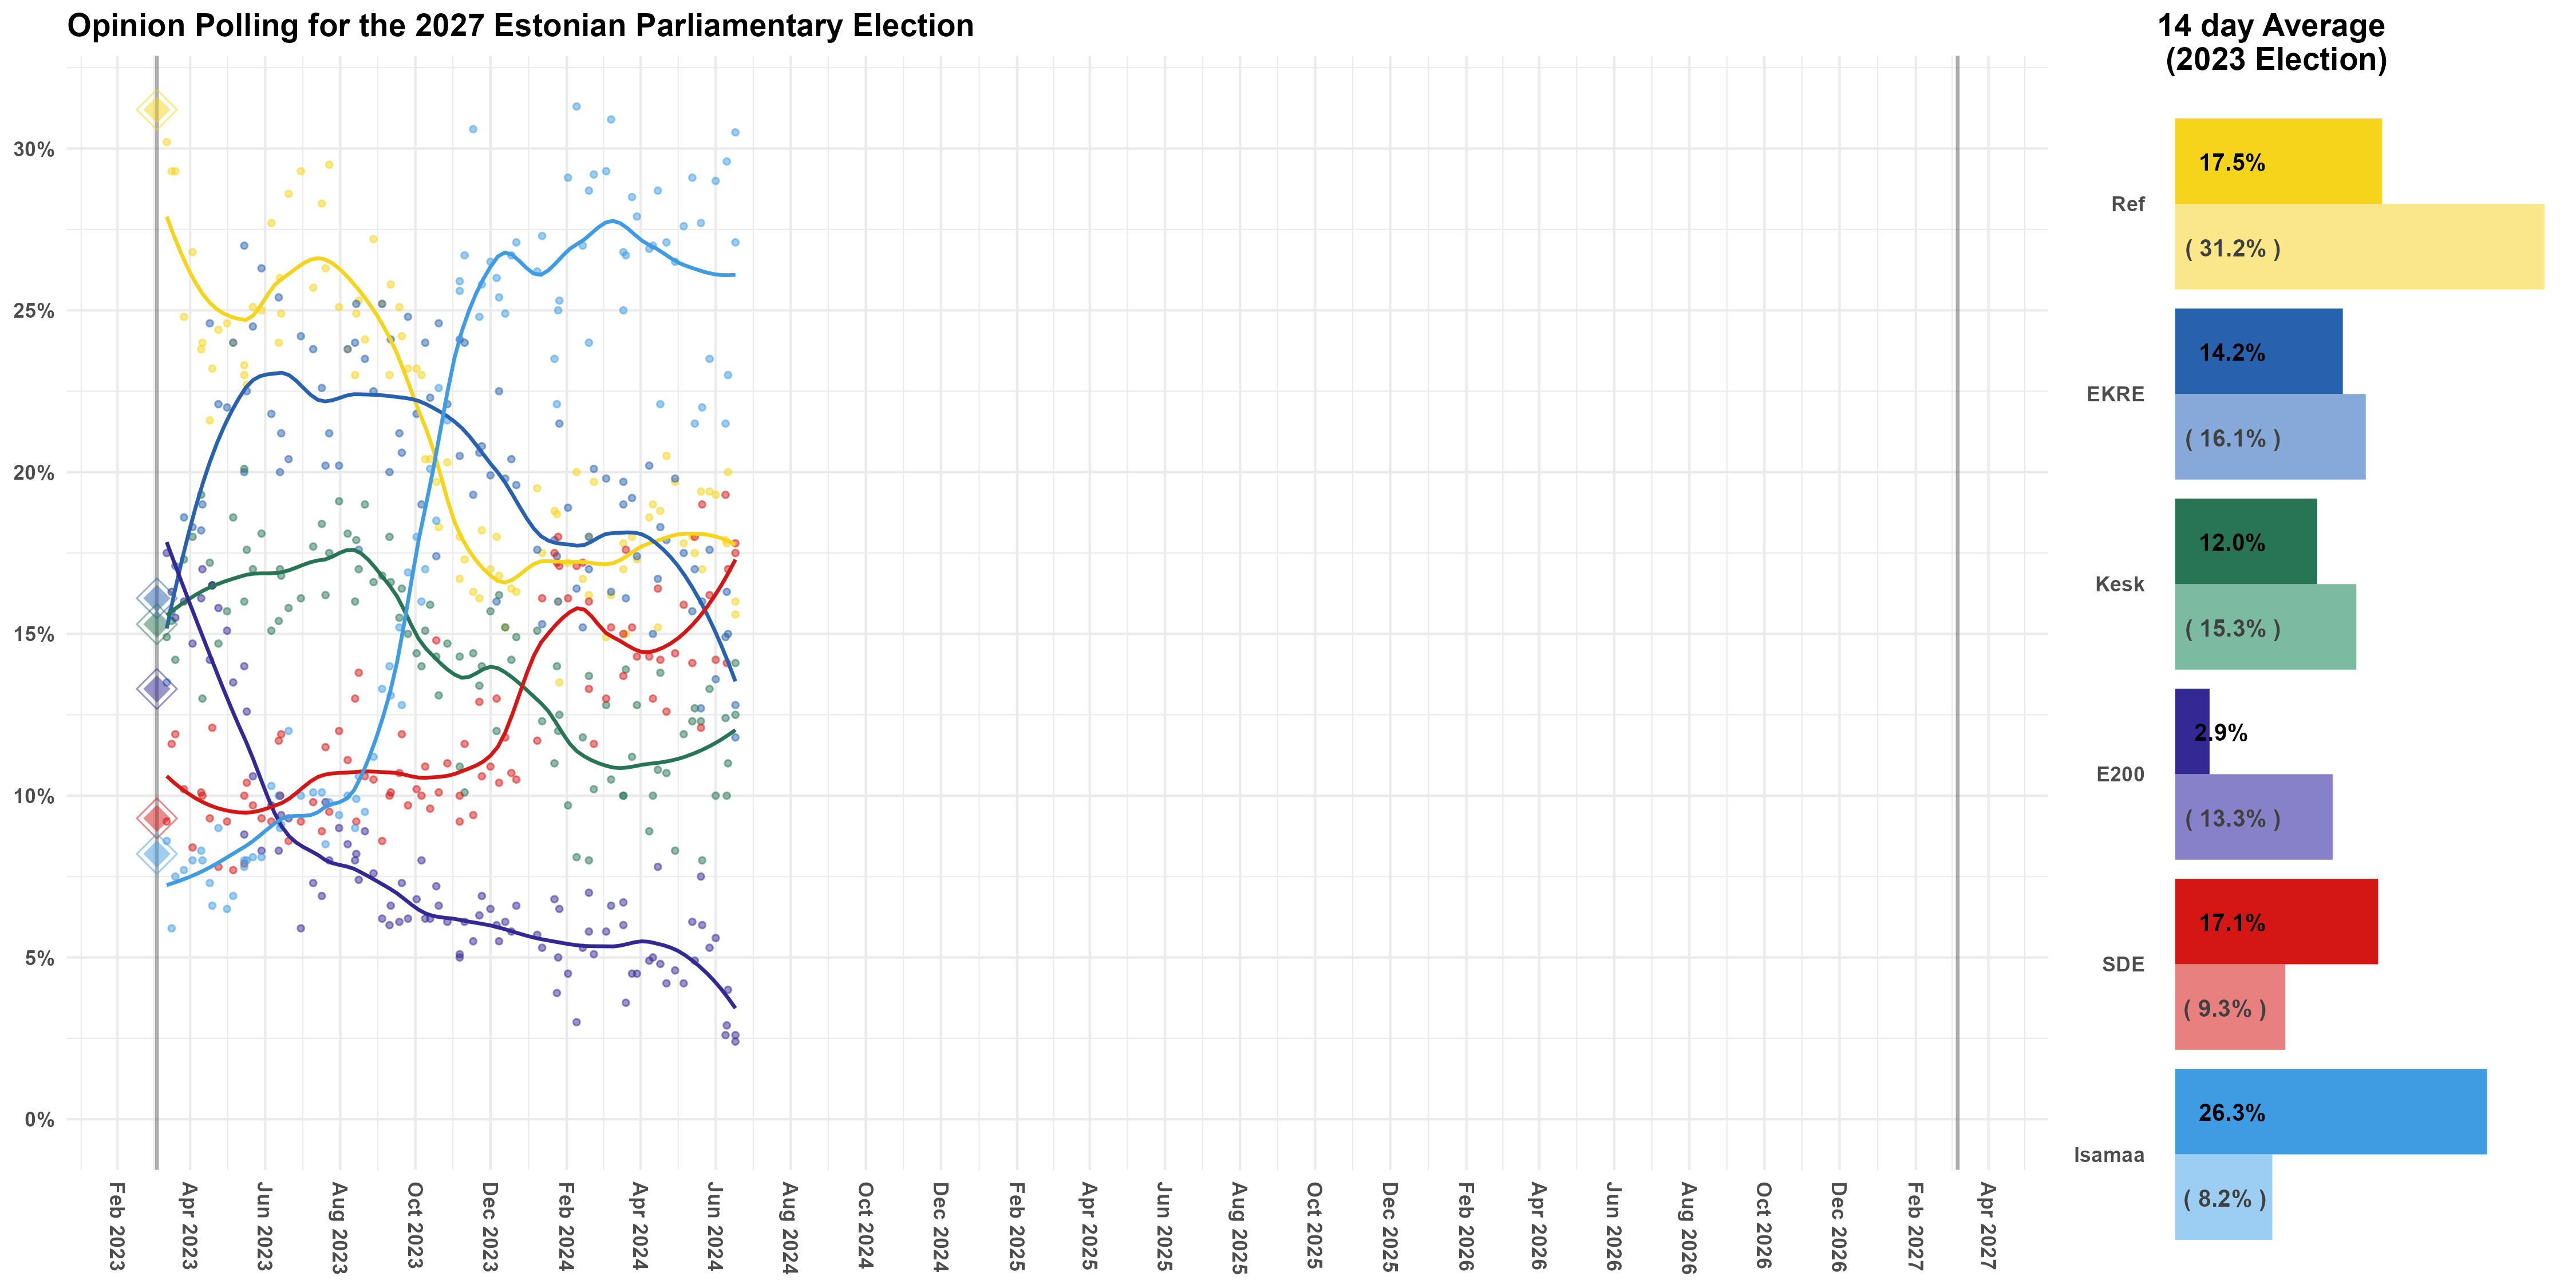 Opinion Polling for the 2027 Estonian Parliamentary Election
30%
25%
20%
15%
10%
5%
0%
Feb 2023
Apr 2023
Jun 2023
Aug 2023
Oct 2023
Dec 2023
Feb 2024
Apr 2024
Jun 2024
Aug 2024
Oct 2024
Dec 2024
Feb 2025
Apr 2025
Jun 2025
Aug 2025
Oct 2025
Dec 2025
Feb 2026
Apr 2026
Jun 2026
Aug 2026
Oct 2026
Dec 2026
Feb 2027
Apr 2027
14 day Average
(2023 Election)
Ref
17.5%
( 31.2% )
EKRE
14.2%
( 16.1% )
Kesk
12.0%
( 15.3% )
E200
2.9%
( 13.3% )
SDE
17.1%
( 9.3% )
Isamaa
26.3%
( 8.2% )